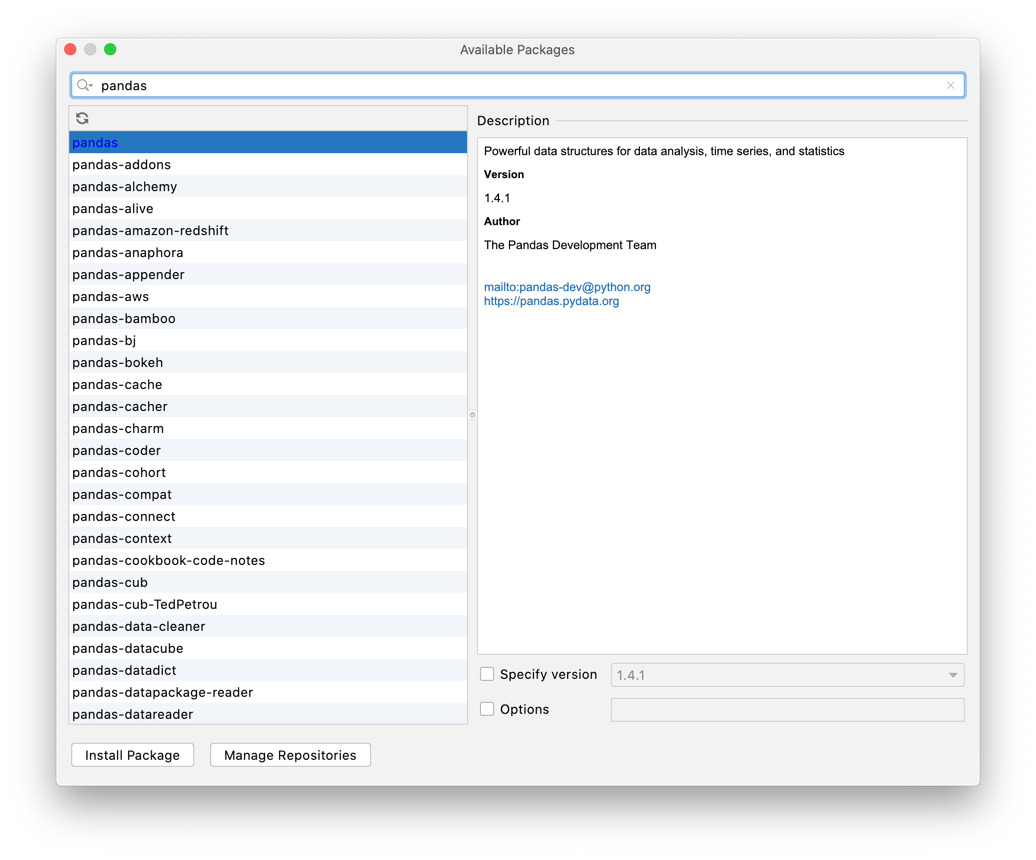 Available Packages
pandas
pandas
pandas-addons
pandas-alchemy
pandas-alive
pandas-amazon-redshift
pandas-anaphora
pandas-appender
pandas-aws
pandas-bamboo
pandas-bj
pandas-bokeh
pandas-cache
pandas-cacher
pandas-charm
pandas-coder
pandas-cohort
pandas-compat
pandas-connect
pandas-context
pandas-cookbook-code-notes
pandas-cub
pandas-cub-TedPetrou
pandas-data-cleaner
pandas-datacube
pandas-datadict
pandas-datapackage-reader
pandas-datareader
Description
Powerful data structures for data analysis, time series, and statistics
Version
1.4.1
Author
The Pandas Development Team
mailto:pandas-dev@python.org
https://pandas.pydata.org
Specify version 1.4.1
Options
Install Package Manage Repositories